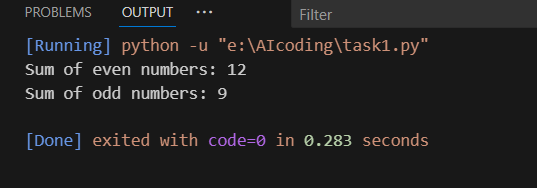 PROBLEMS OUTPUT ··· Filter
[Running] python -u "e:\AIcoding\task1.py"
Sum of even numbers: 12
Sum of odd numbers: 9
[Done] exited with code=0 in 0.283 seconds